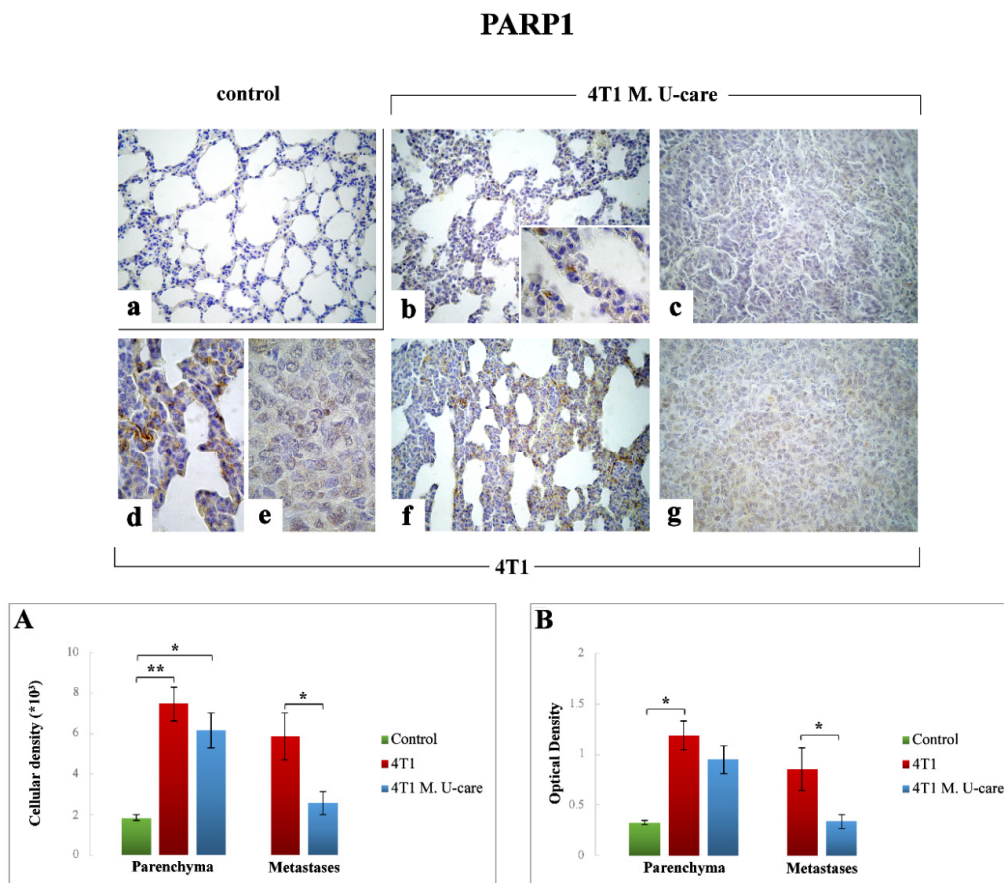 PARP1
control
4T1 M. U-care
a
b
c
d
e
f
g
4T1
A
Cellular density (*10³)
10
8
6
4
2
0
*
**
*
Control
4T1
4T1 M. U-care
Parenchyma
Metastases
B
Optical Density
2
1.5
1
0.5
0
*
*
Control
4T1
4T1 M. U-care
Parenchyma
Metastases